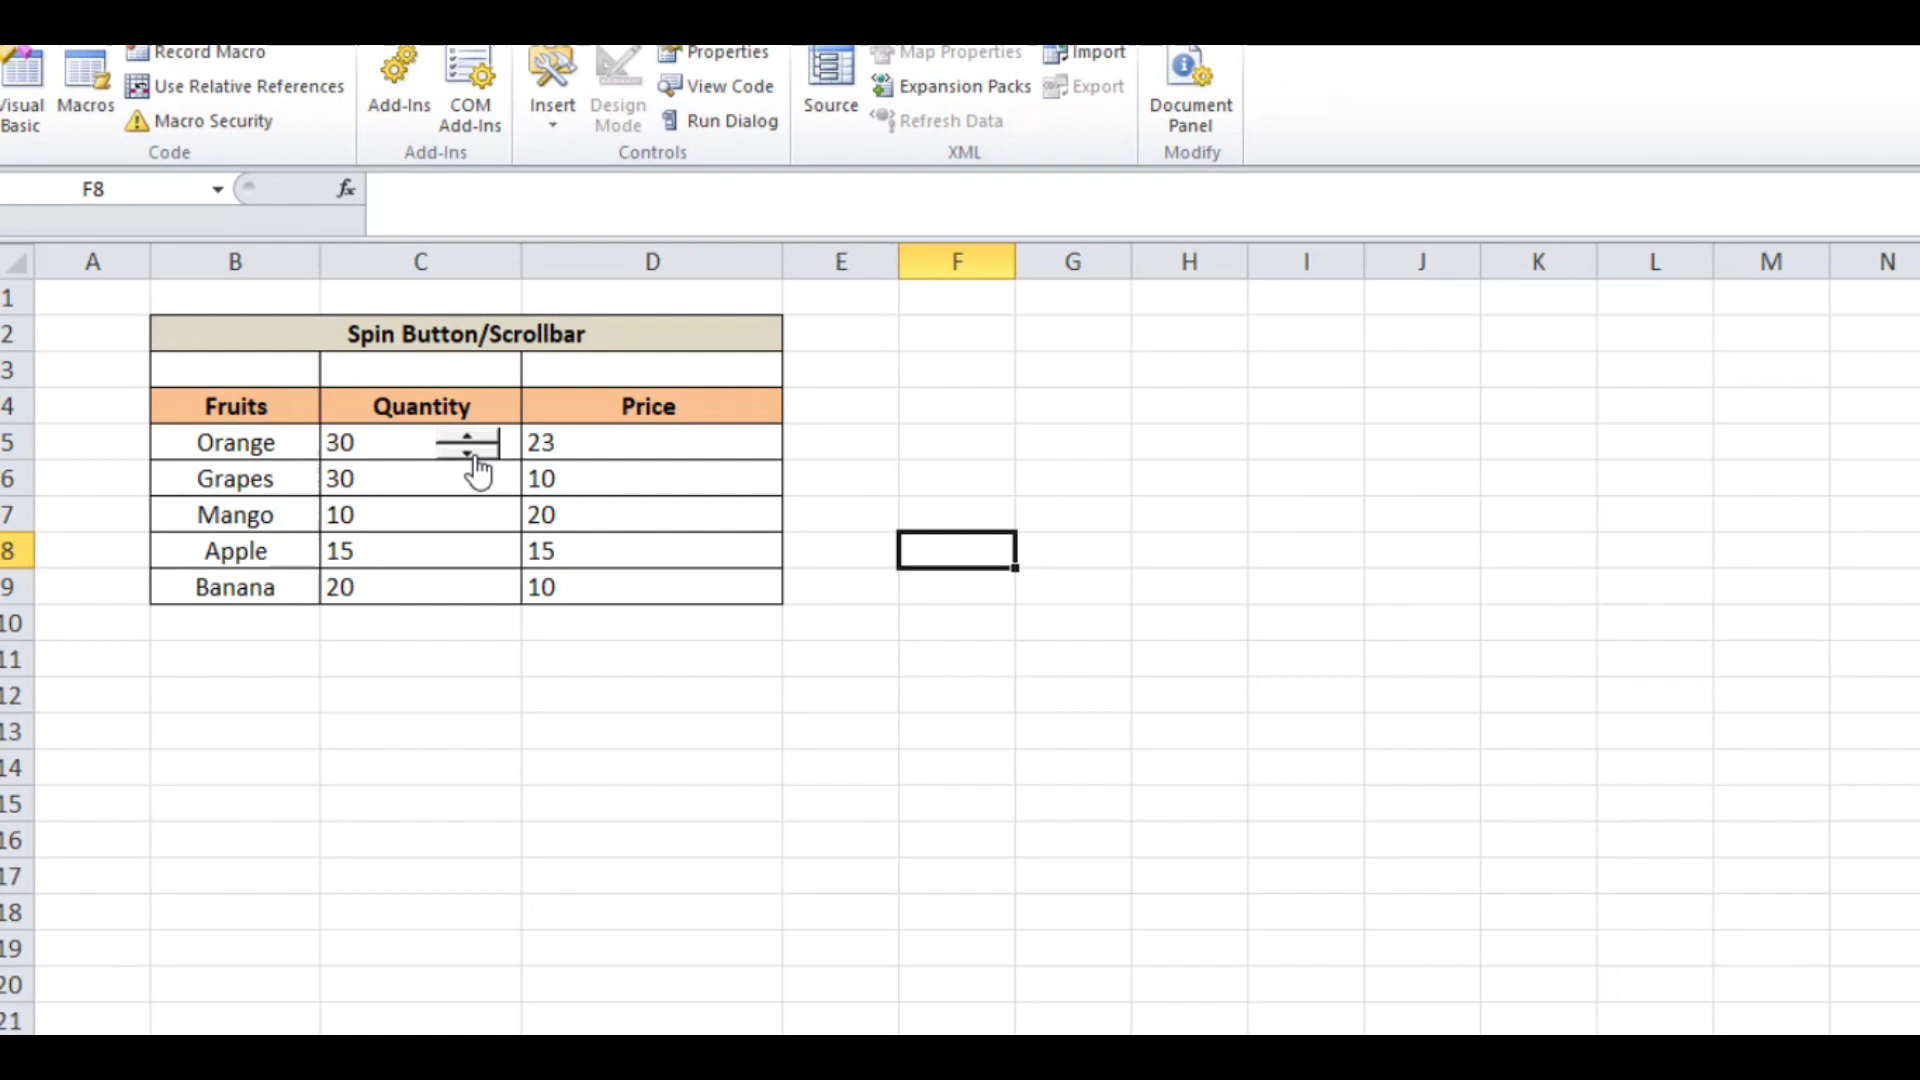 Record Macro
Use Relative References
Macro Security
Visual Basic
Macros
Code
Add-Ins
COM Add-Ins
Add-Ins
Insert
Design Mode
Properties
View Code
Run Dialog
Controls
Source
Map Properties
Expansion Packs
Refresh Data
Import
Export
XML
Document Panel
Modify
F8 fx
A B C D E F G H I J K L M N
1
2 Spin Button/Scrollbar
3
4 Fruits Quantity Price
5 Orange 30 23
6 Grapes 30 10
7 Mango 10 20
8 Apple 15 15
9 Banana 20 10
10
11
12
13
14
15
16
17
18
19
20
21